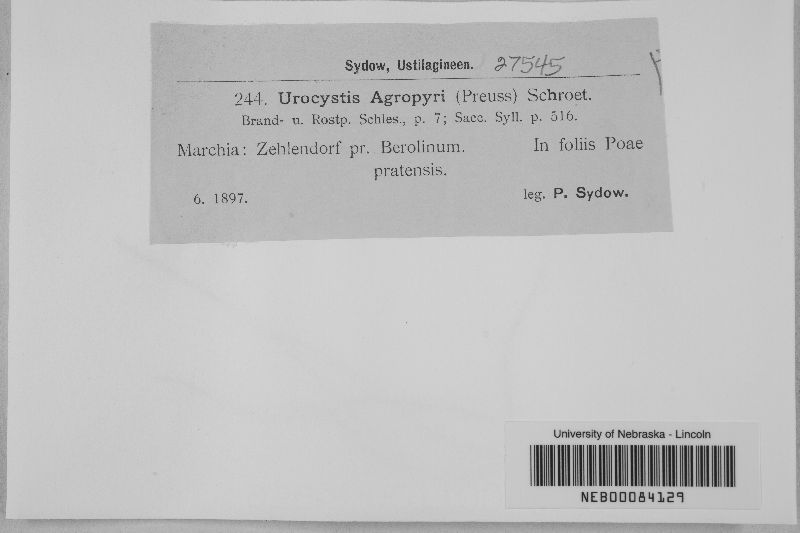 Sydow, Ustilagineen. 27545
244. Urocystis Agropyri (Preuss) Schroet.
Brand- u. Rostp. Schles., p. 7; Sacc. Syll. p. 516.
Marchia: Zehlendorf pr. Berolinum. In foliis Poae
pratensis.
6. 1897. leg. P. Sydow.
University of Nebraska - Lincoln
NEB00084129